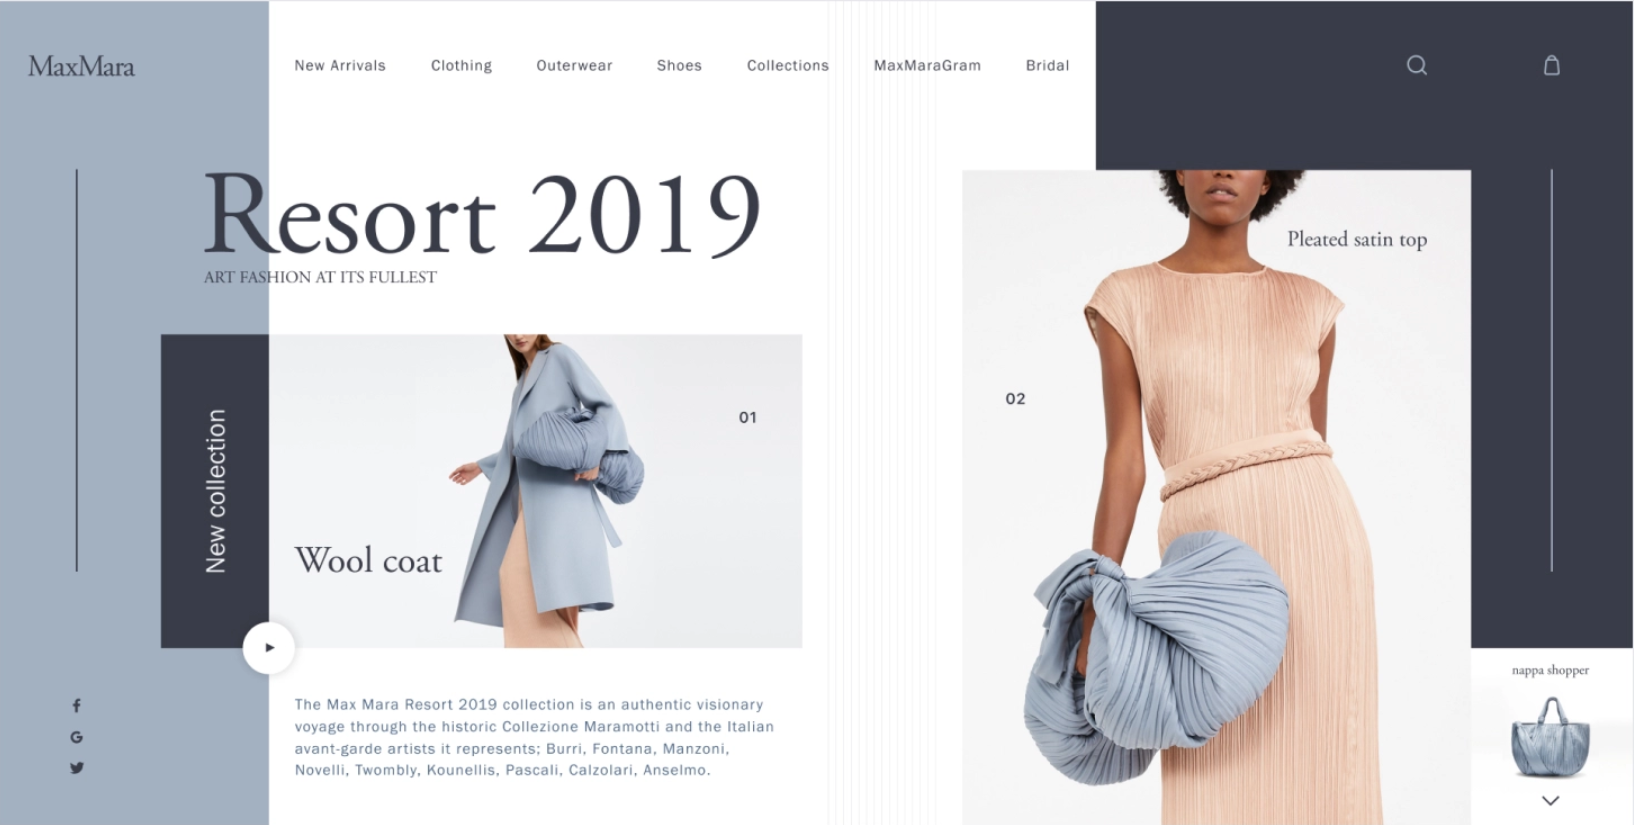 MaxMara
New Arrivals
Clothing
Outerwear
Shoes
Collections
MaxMaraGram
Bridal
Resort 2019
ART FASHION AT ITS FULLEST
New collection
01
Wool coat
The Max Mara Resort 2019 collection is an authentic visionary
voyage through the historic Collezione Maramotti and the Italian
avant-garde artists it represents; Burri, Fontana, Manzoni,
Novelli, Twombly, Kounellis, Pascali, Calzolari, Anselmo.
Pleated satin top
02
nappa shopper